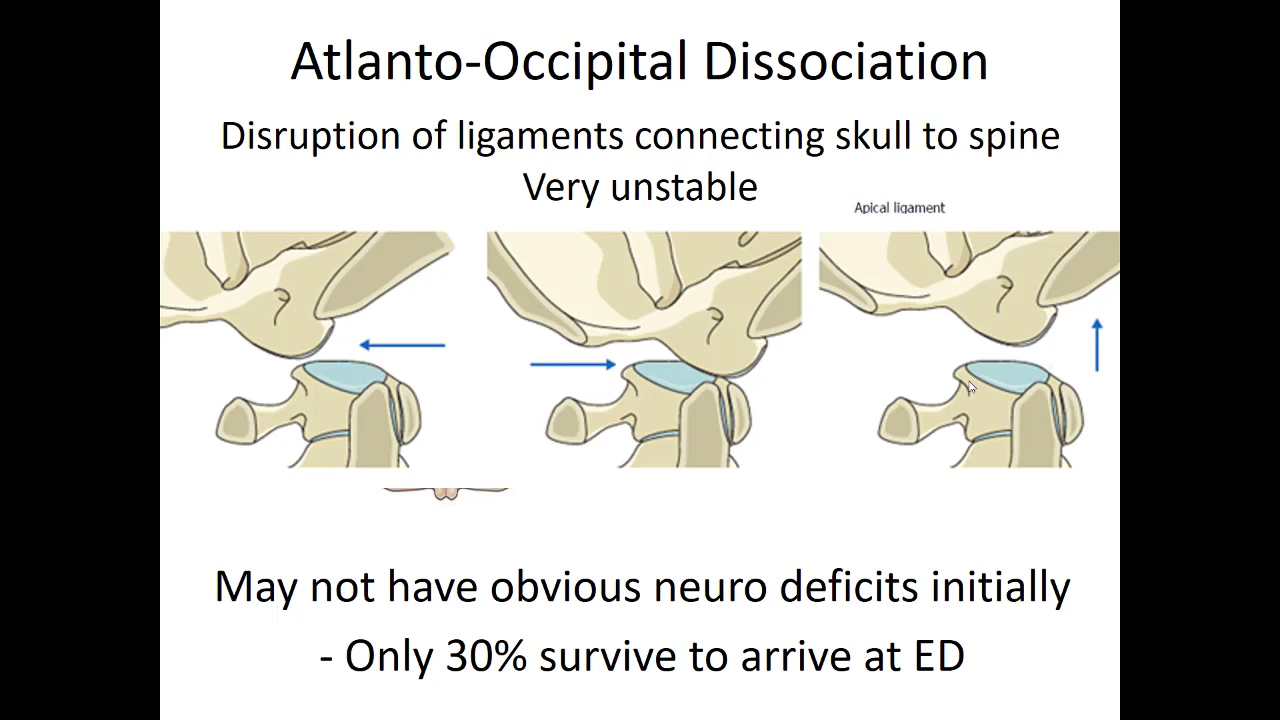 Atlanto-Occipital Dissociation
Disruption of ligaments connecting skull to spine
Very unstable
Apical ligament
May not have obvious neuro deficits initially
- Only 30% survive to arrive at ED